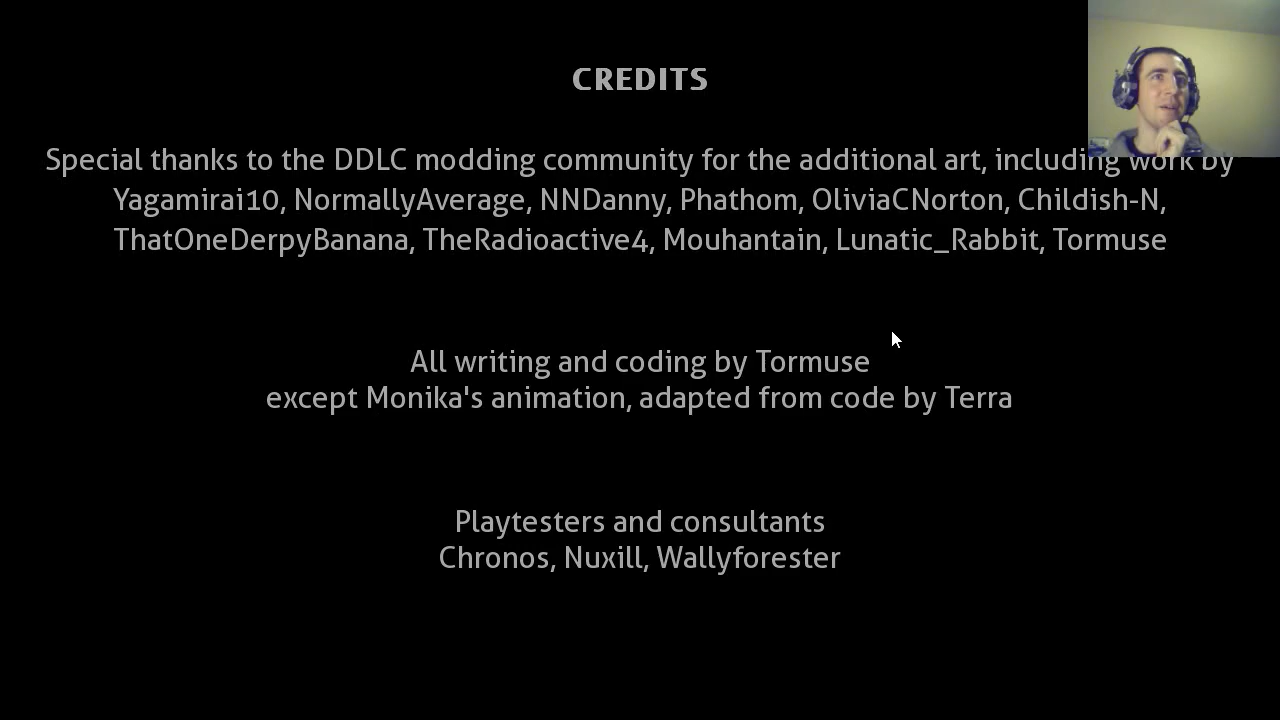 CREDITS
Special thanks to the DDLC modding community for the additional art, including work by
Yagamirai10, NormallyAverage, NNDanny, Phathom, OliviaCNorton, Childish-N,
ThatOneDerpyBanana, TheRadioactive4, Mouhantain, Lunatic_Rabbit, Tormuse
All writing and coding by Tormuse
except Monika's animation, adapted from code by Terra
Playtesters and consultants
Chronos, Nuxill, Wallyforester